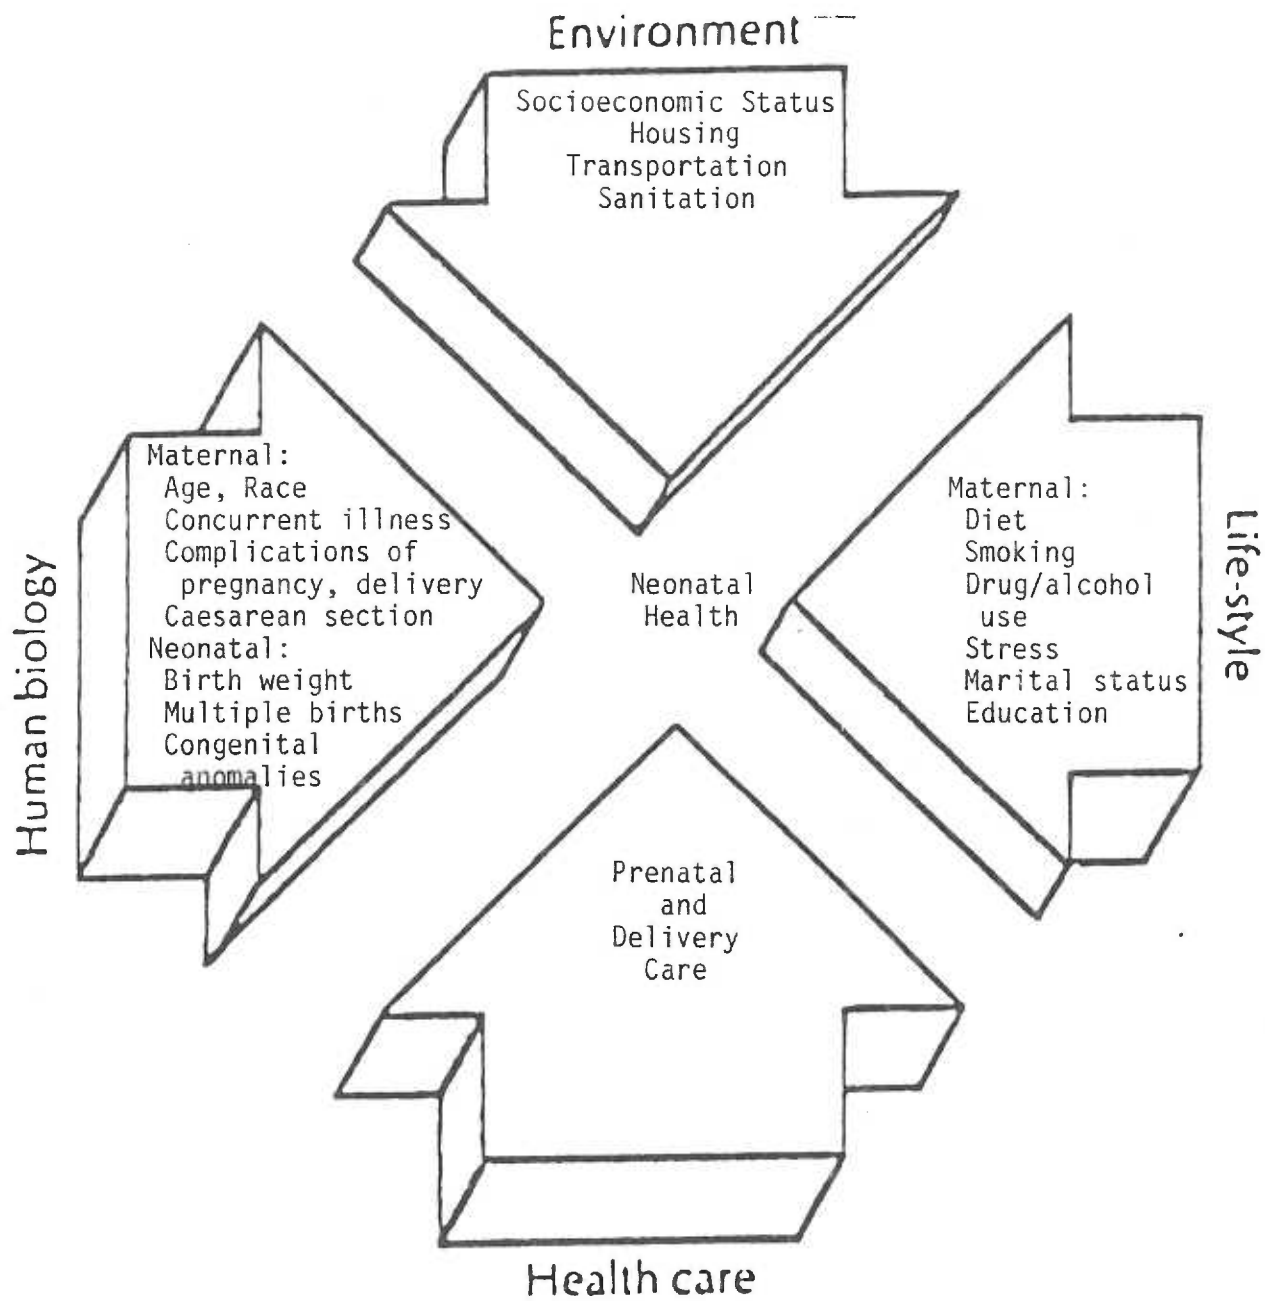 Environment
Socioeconomic Status
Housing
Transportation
Sanitation
Human biology
Maternal:
Age, Race
Concurrent illness
Complications of
pregnancy, delivery
Caesarean section
Neonatal:
Birth weight
Multiple births
Congenital
anomalies
Neonatal
Health
Maternal:
Diet
Smoking
Drug/alcohol
use
Stress
Marital status
Education
Life-style
Prenatal
and
Delivery
Care
Health care